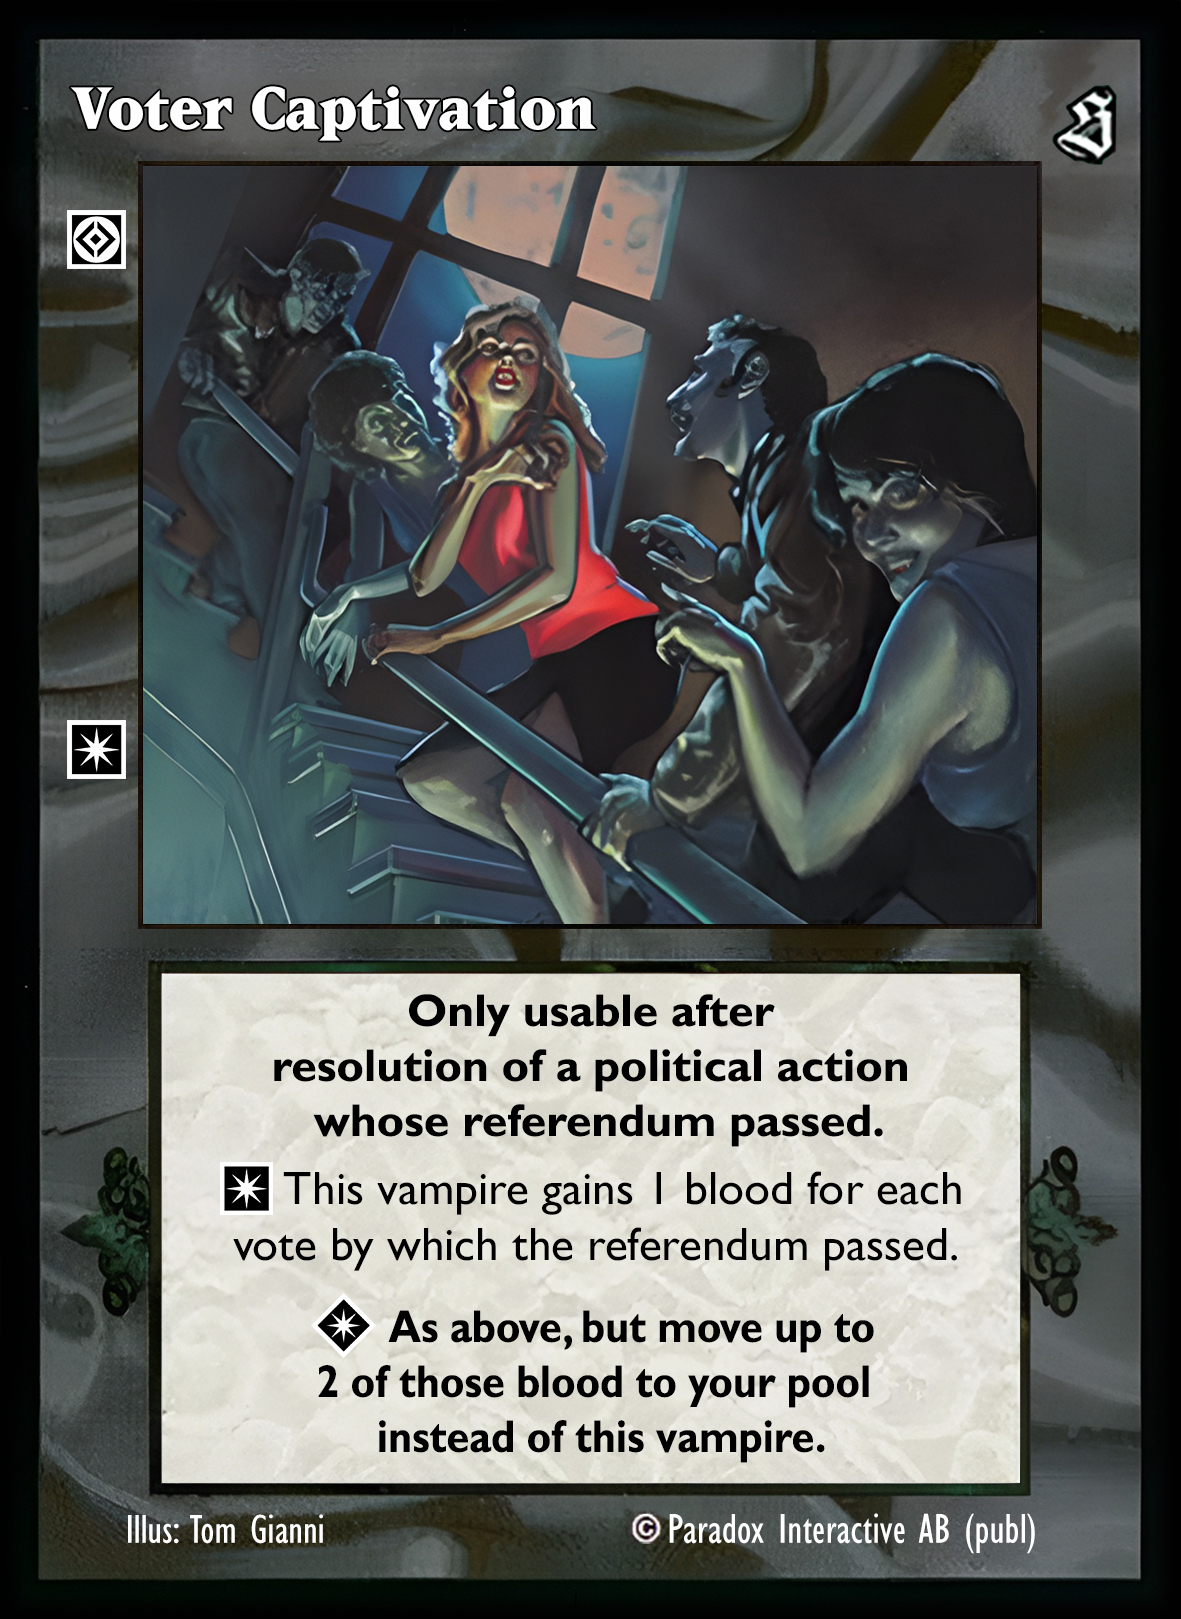 Voter Captivation
Only usable after
resolution of a political action
whose referendum passed.
This vampire gains 1 blood for each
vote by which the referendum passed.
As above, but move up to
2 of those blood to your pool
instead of this vampire.
Illus: Tom Gianni
© Paradox Interactive AB (publ)